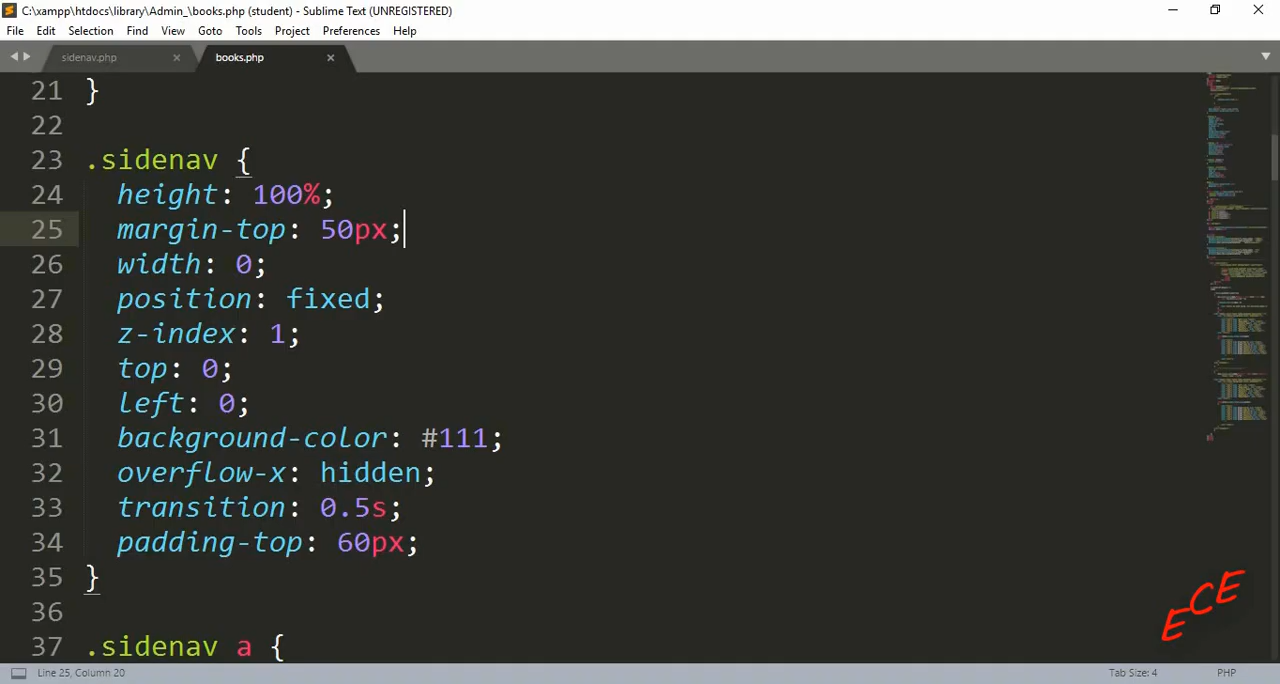 C:\xampp\htdocs\library\Admin_\books.php (student) - Sublime Text (UNREGISTERED)
File Edit Selection Find View Goto Tools Project Preferences Help
sidenav.php books.php
21 }
22
23 .sidenav {
24 height: 100%;
25 margin-top: 50px;
26 width: 0;
27 position: fixed;
28 z-index: 1;
29 top: 0;
30 left: 0;
31 background-color: #111;
32 overflow-x: hidden;
33 transition: 0.5s;
34 padding-top: 60px;
35 }
36
37 .sidenav a {
ECE
Line 25, Column 20 Tab Size: 4 PHP